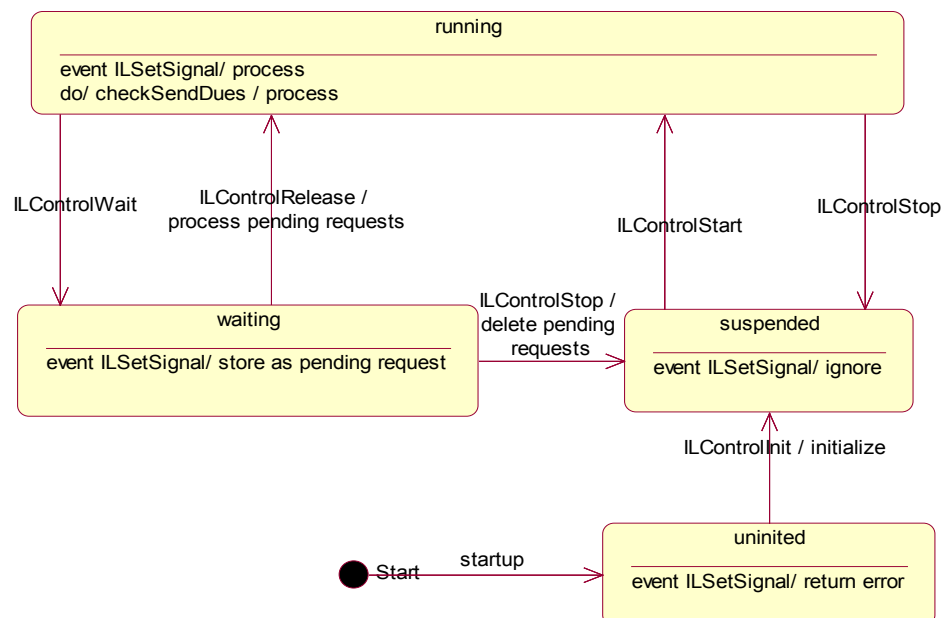 running
event ILSetSignal/ process
do/ checkSendDues / process
ILControlWait
ILControlRelease /
process pending requests
ILControlStart
ILControlStop
waiting
event ILSetSignal/ store as pending request
ILControlStop /
delete pending
requests
suspended
event ILSetSignal/ ignore
ILControlInit / initialize
uninited
event ILSetSignal/ return error
Start
startup